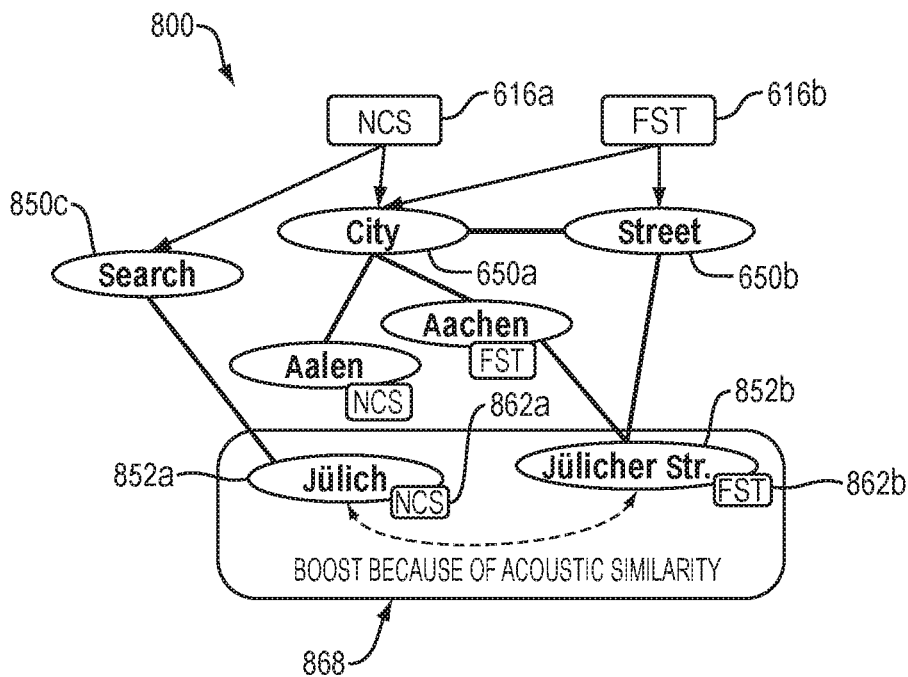 800
NCS
616a
FST
616b
850c
City
Street
Search
650a
650b
Aachen
FST
Aalen
NCS
862a
852b
852a
Jülich
NCS
Jülicher Str.
FST
862b
BOOST BECAUSE OF ACOUSTIC SIMILARITY
868